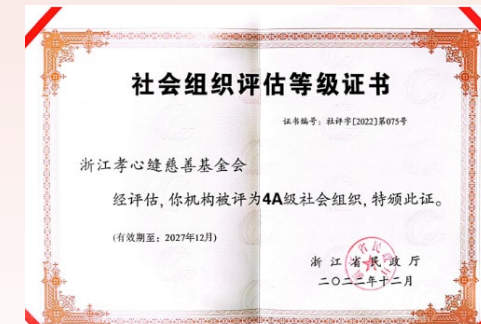 社会组织评估等级证书
证书编号：社评字[2022]第075号
浙江孝心缝慈善基金会
经评估，你机构被评为4A级社会组织，特颁此证。
(有效期至：2027年12月)
浙江省民政厅
二〇二二年十二月